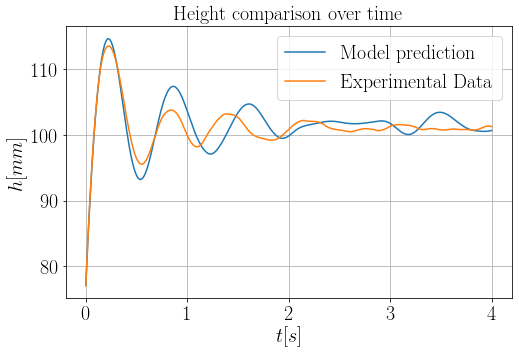 Height comparison over time
Model prediction
Experimental Data
110
100
90
80
h[mm]
0 1 2 3 4
t[s]